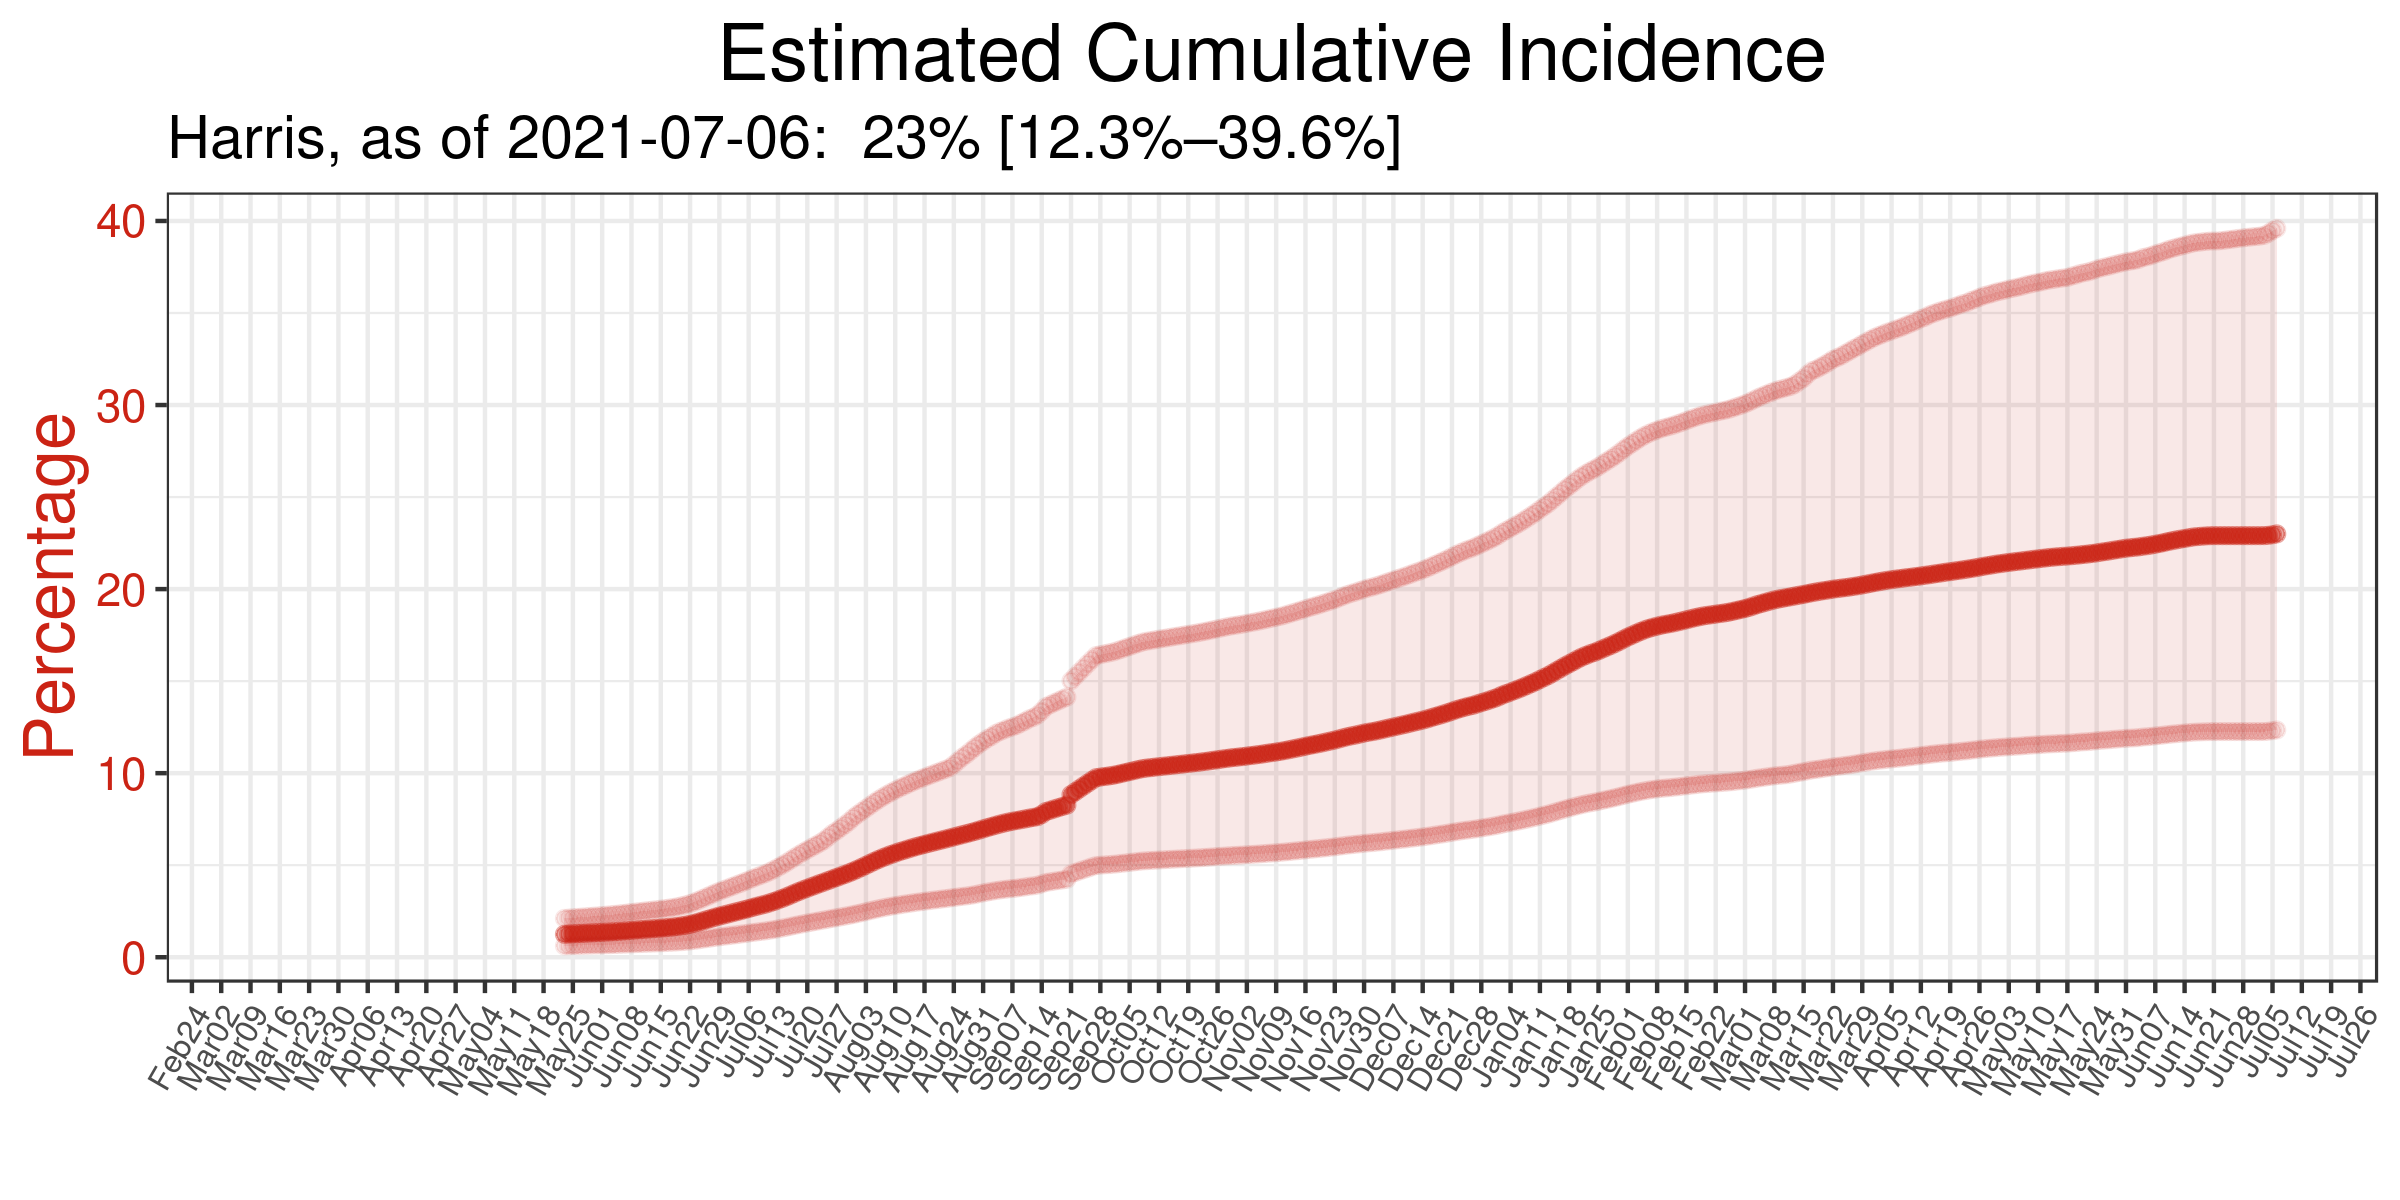 Estimated Cumulative Incidence
Harris, as of 2021-07-06:  23% [12.3%–39.6%]
Percentage
40
30
20
10
0
Feb24
Mar02
Mar09
Mar16
Mar23
Mar30
Apr06
Apr13
Apr20
Apr27
May04
May11
May18
May25
Jun01
Jun08
Jun15
Jun22
Jun29
Jul06
Jul13
Jul20
Jul27
Aug03
Aug10
Aug17
Aug24
Aug31
Sep07
Sep14
Sep21
Sep28
Oct05
Oct12
Oct19
Oct26
Nov02
Nov09
Nov16
Nov23
Nov30
Dec07
Dec14
Dec21
Dec28
Jan04
Jan11
Jan18
Jan25
Feb01
Feb08
Feb15
Feb22
Mar01
Mar08
Mar15
Mar22
Mar29
Apr05
Apr12
Apr19
Apr26
May03
May10
May17
May24
May31
Jun07
Jun14
Jun21
Jun28
Jul05
Jul12
Jul19
Jul26